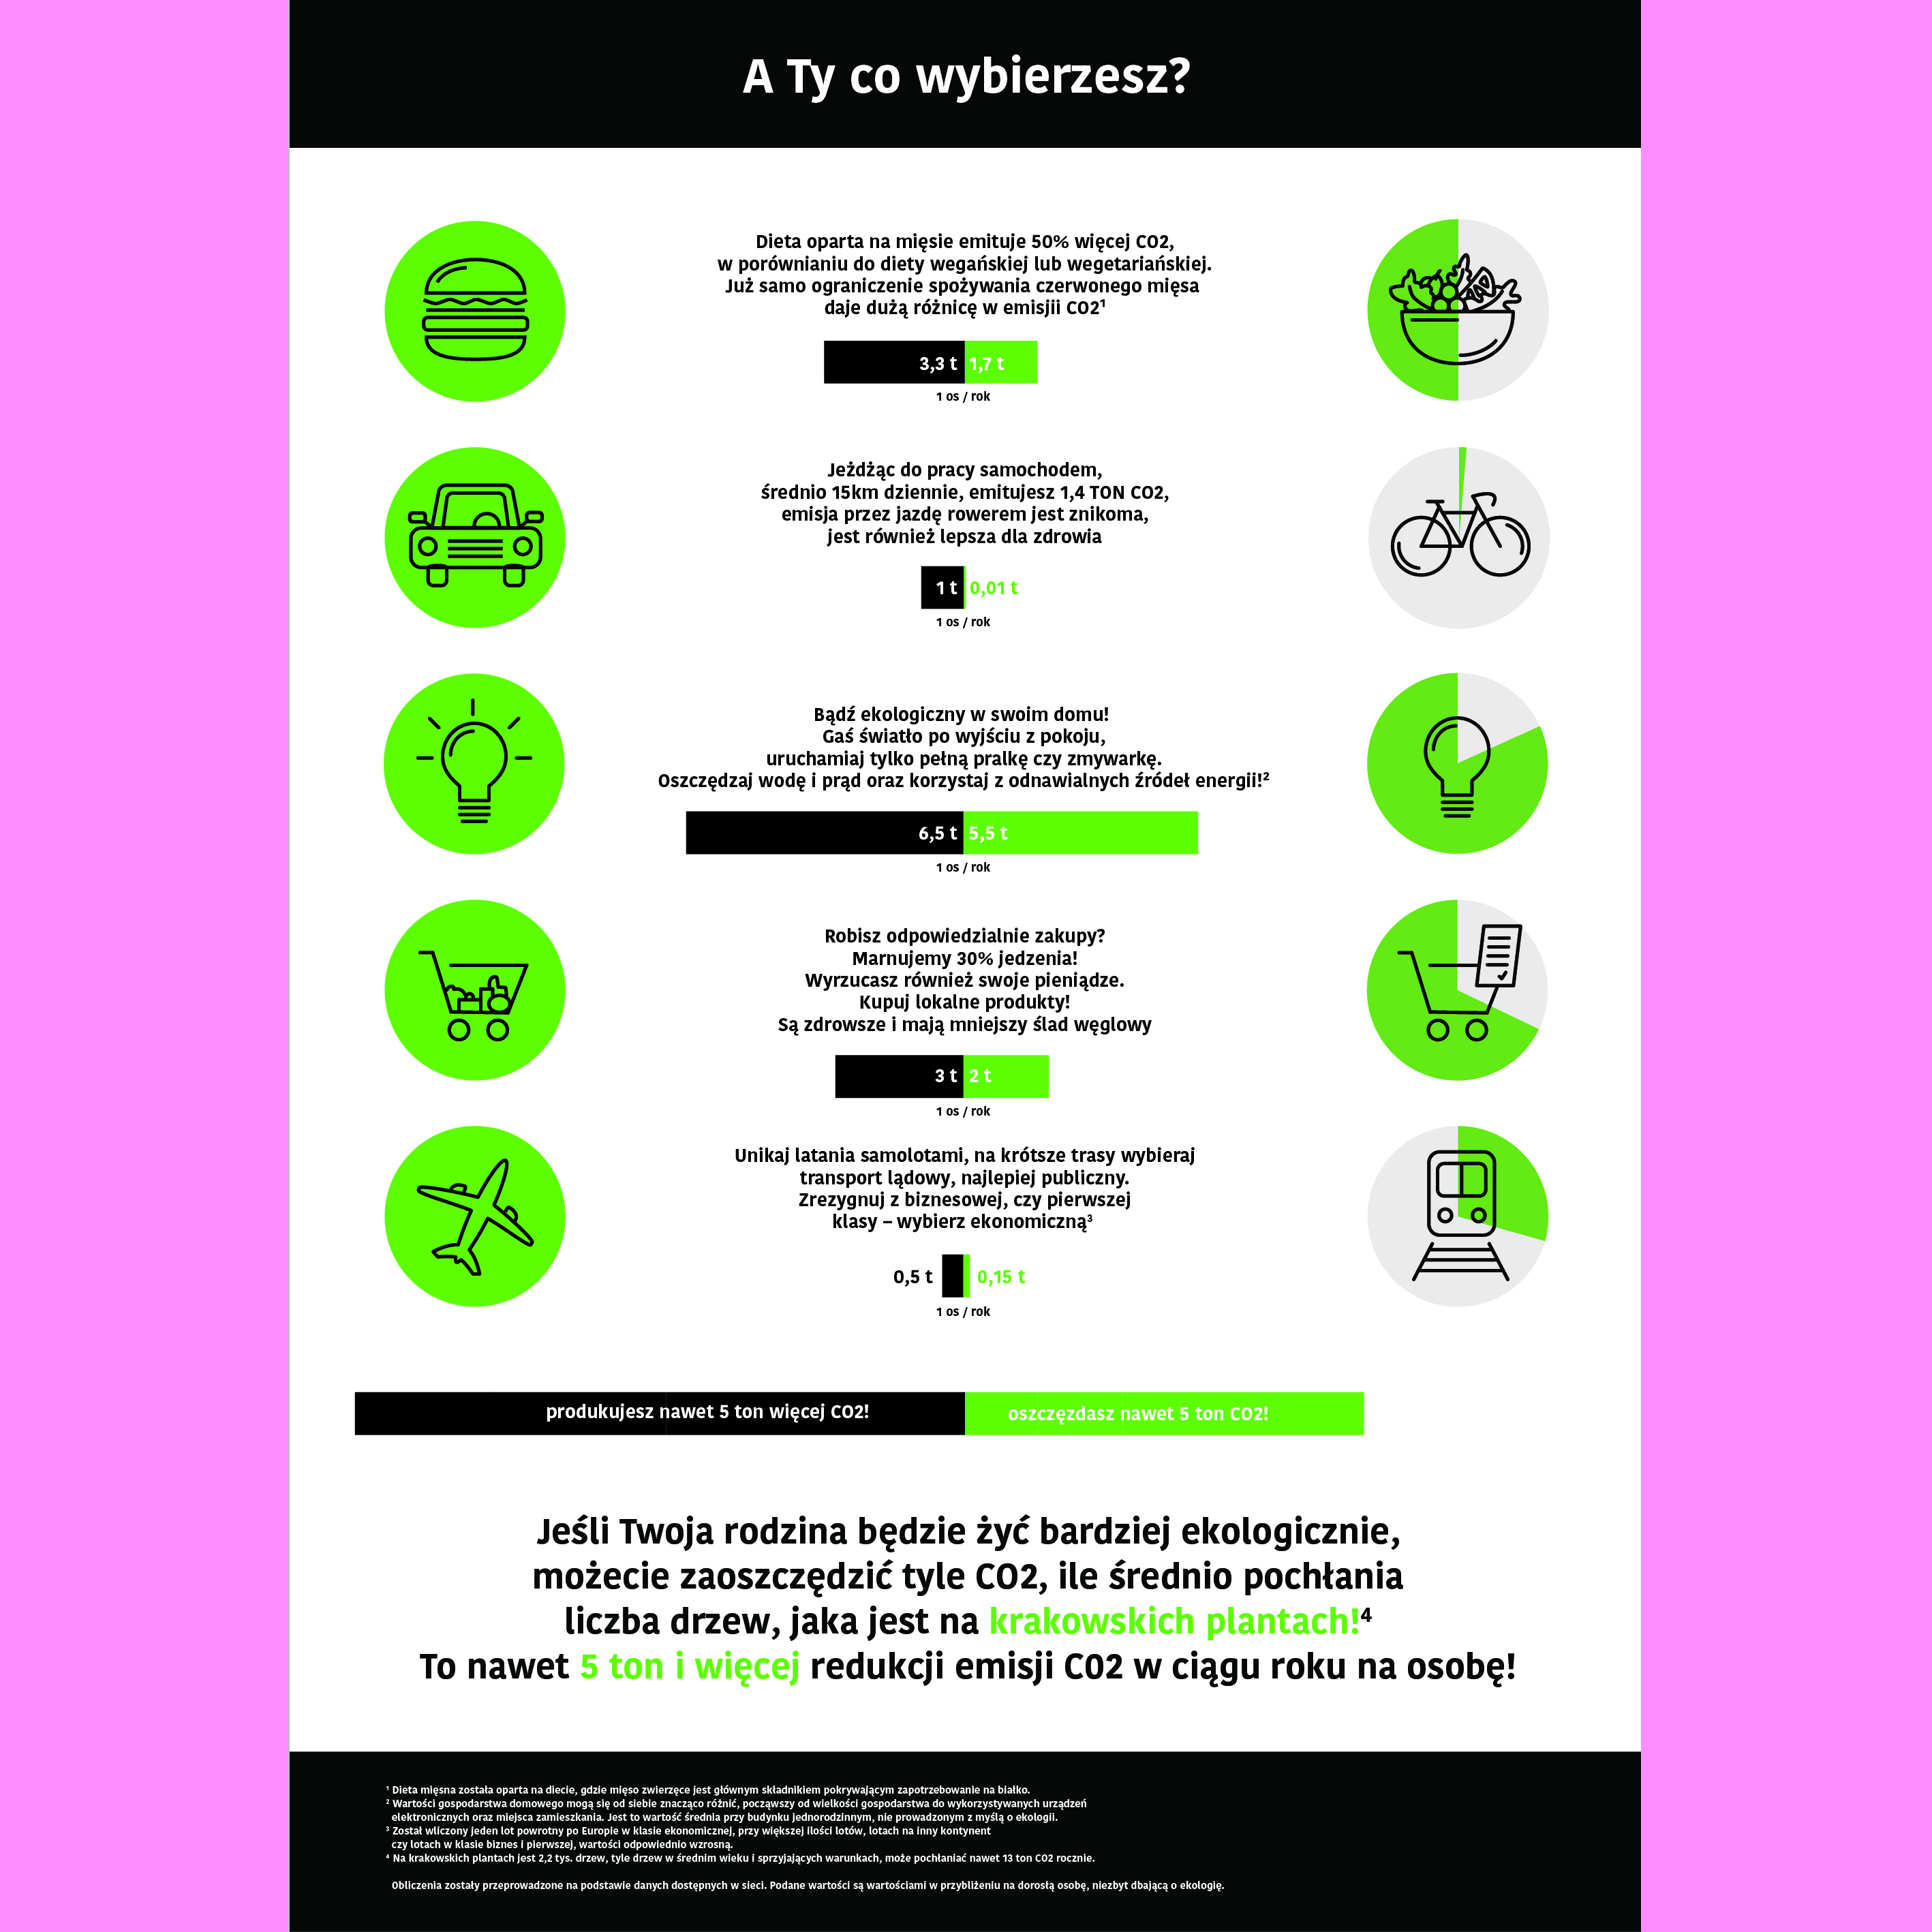 A Ty co wybierzesz?
Dieta oparta na mięsie emituje 50% więcej CO2,
w porównianiu do diety wegańskiej lub wegetariańskiej.
Już samo ograniczenie spożywania czerwonego mięsa
daje dużą różnicę w emisjii CO2¹
3,3 t 1,7 t
1 os / rok
Jeżdżąc do pracy samochodem,
średnio 15km dziennie, emitujesz 1,4 TON CO2,
emisja przez jazdę rowerem jest znikoma,
jest również lepsza dla zdrowia
1 t 0,01 t
1 os / rok
Bądź ekologiczny w swoim domu!
Gaś światło po wyjściu z pokoju,
uruchamiaj tylko pełną pralkę czy zmywarkę.
Oszczędzaj wodę i prąd oraz korzystaj z odnawialnych źródeł energii!²
6,5 t 5,5 t
1 os / rok
Robisz odpowiedzialnie zakupy?
Marnujemy 30% jedzenia!
Wyrzucasz również swoje pieniądze.
Kupuj lokalne produkty!
Są zdrowsze i mają mniejszy ślad węglowy
3 t 2 t
1 os / rok
Unikaj latania samolotami, na krótsze trasy wybieraj
transport lądowy, najlepiej publiczny.
Zrezygnuj z biznesowej, czy pierwszej
klasy – wybierz ekonomiczną³
0,5 t 0,15 t
1 os / rok
produkujesz nawet 5 ton więcej CO2! oszczęzdasz nawet 5 ton CO2!
Jeśli Twoja rodzina będzie żyć bardziej ekologicznie,
możecie zaoszczędzić tyle CO2, ile średnio pochłania
liczba drzew, jaka jest na krakowskich plantach!⁴
To nawet 5 ton i więcej redukcji emisji C02 w ciągu roku na osobę!
¹ Dieta mięsna została oparta na diecie, gdzie mięso zwierzęce jest głównym składnikiem pokrywającym zapotrzebowanie na białko.
² Wartości gospodarstwa domowego mogą się od siebie znacząco różnić, począwszy od wielkości gospodarstwa do wykorzystywanych urządzeń
elektronicznych oraz miejsca zamieszkania. Jest to wartość średnia przy budynku jednorodzinnym, nie prowadzonym z myślą o ekologii.
³ Został wliczony jeden lot powrotny po Europie w klasie ekonomicznej, przy większej ilości lotów, lotach na inny kontynent
czy lotach w klasie biznes i pierwszej, wartości odpowiednio wzrosną.
⁴ Na krakowskich plantach jest 2,2 tys. drzew, tyle drzew w średnim wieku i sprzyjających warunkach, może pochłaniać nawet 13 ton CO2 rocznie.
Obliczenia zostały przeprowadzone na podstawie danych dostępnych w sieci. Podane wartości są wartościami w przybliżeniu na dorosłą osobę, niezbyt dbającą o ekologię.